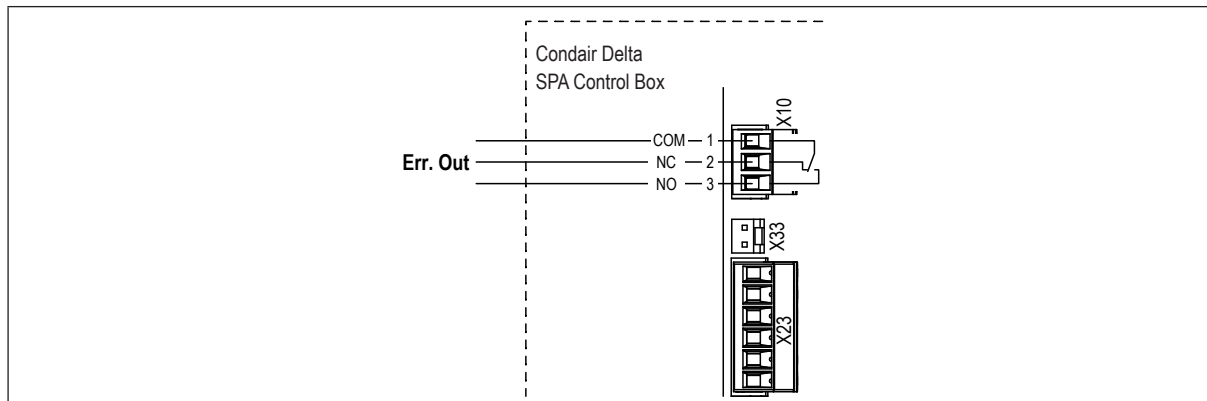 Condair Delta
SPA Control Box
X10
COM 1
Err. Out NC 2
NO 3
X33
X23